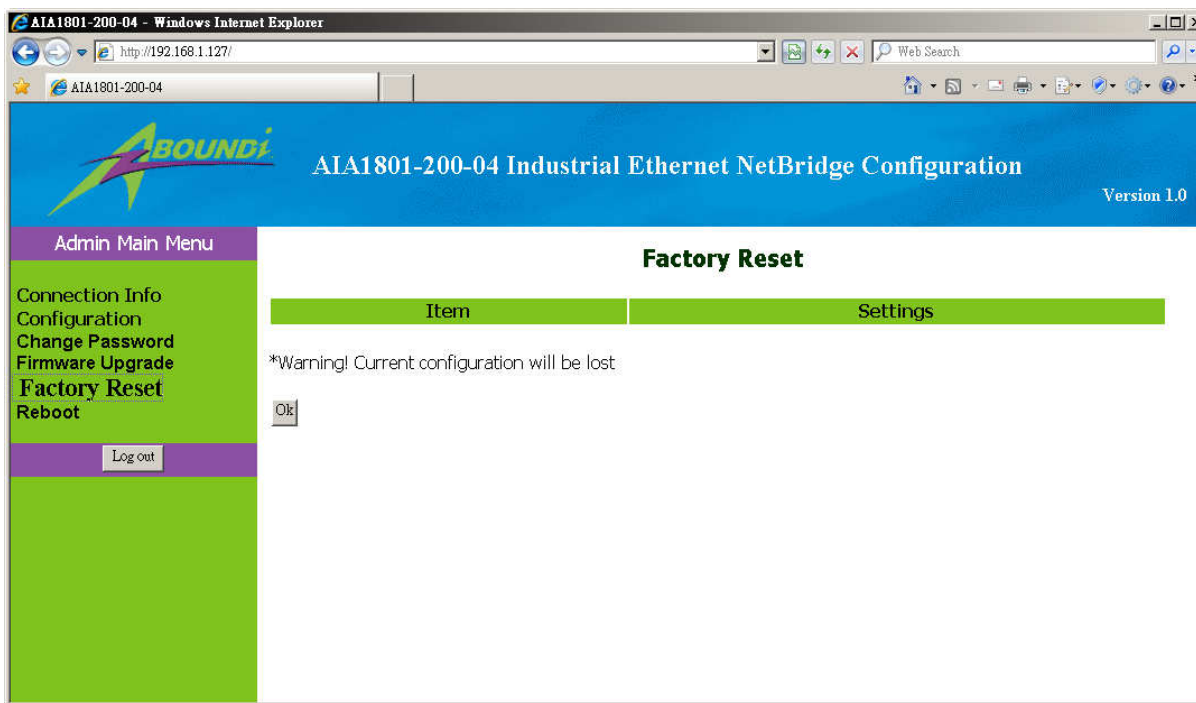 AIA1801-200-04 - Windows Internet Explorer
http://192.168.1.127/
Web Search
AIA1801-200-04
ABOUNDi
AIA1801-200-04 Industrial Ethernet NetBridge Configuration
Version 1.0
Admin Main Menu
Connection Info
Configuration
Change Password
Firmware Upgrade
Factory Reset
Reboot
Log out
Factory Reset
Item Settings
*Warning! Current configuration will be lost
Ok